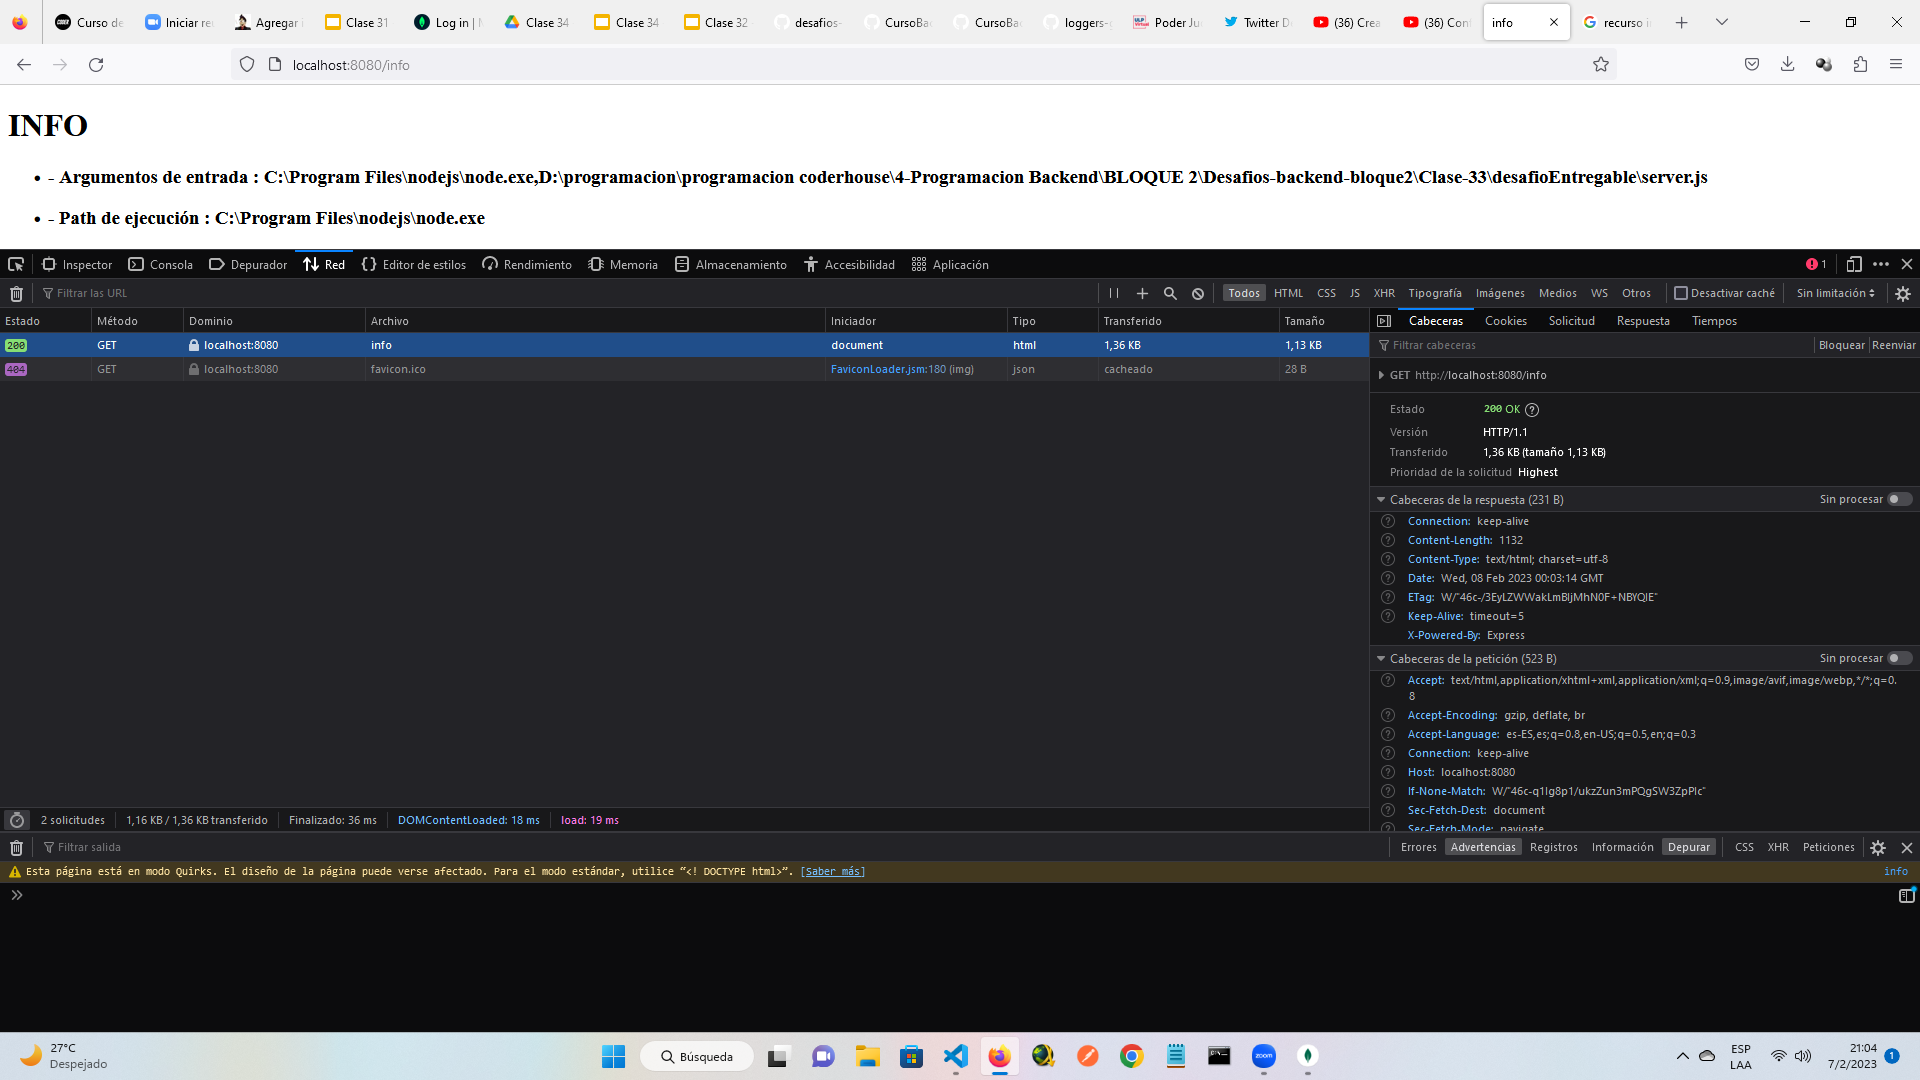 Curso de
Iniciar re
Agregar i
Clase 31
Log in | M
Clase 34
Clase 34
Clase 32 -
desafios-
CursoBac
CursoBac
loggers-g
Poder Ju
Twitter D
(36) Crea
(36) Conf
info
recurso i
localhost:8080/info
INFO
• - Argumentos de entrada : C:\Program Files\nodejs\node.exe,D:\programacion\programacion coderhouse\4-Programacion Backend\BLOQUE 2\Desafios-backend-bloque2\Clase-33\desafioEntregable\server.js
• - Path de ejecución : C:\Program Files\nodejs\node.exe
Inspector Consola Depurador Red Editor de estilos Rendimiento Memoria Almacenamiento Accesibilidad Aplicación 1
Filtrar las URL Todos HTML CSS JS XHR Tipografía Imágenes Medios WS Otros Desactivar caché Sin limitación
Estado Método Dominio Archivo Iniciador Tipo Transferido Tamaño
200 GET localhost:8080 info document html 1,36 KB 1,13 KB
404 GET localhost:8080 favicon.ico FaviconLoader.jsm:180 (img) json cacheado 28 B
Cabeceras Cookies Solicitud Respuesta Tiempos
Filtrar cabeceras Bloquear Reenviar
GET http://localhost:8080/info
Estado 200 OK
Versión HTTP/1.1
Transferido 1,36 KB (tamaño 1,13 KB)
Prioridad de la solicitud Highest
Cabeceras de la respuesta (231 B) Sin procesar
Connection: keep-alive
Content-Length: 1132
Content-Type: text/html; charset=utf-8
Date: Wed, 08 Feb 2023 00:03:14 GMT
ETag: W/"46c-/3EyLZWWakLmBljMhN0F+NBYQlE"
Keep-Alive: timeout=5
X-Powered-By: Express
Cabeceras de la petición (523 B) Sin procesar
Accept: text/html,application/xhtml+xml,application/xml;q=0.9,image/avif,image/webp,*/*;q=0.
8
Accept-Encoding: gzip, deflate, br
Accept-Language: es-ES,es;q=0.8,en-US;q=0.5,en;q=0.3
Connection: keep-alive
Host: localhost:8080
If-None-Match: W/"46c-q1lg8p1/ukzZun3mPQgSW3ZpPlc"
Sec-Fetch-Dest: document
Sec-Fetch-Mode: navigate
2 solicitudes 1,16 KB / 1,36 KB transferido Finalizado: 36 ms DOMContentLoaded: 18 ms load: 19 ms
Filtrar salida Errores Advertencias Registros Información Depurar CSS XHR Peticiones
Esta página está en modo Quirks. El diseño de la página puede verse afectado. Para el modo estándar, utilice “<! DOCTYPE html>”. [Saber más] info
27°C
Despejado
Búsqueda
zoom
ESP
LAA
21:04
7/2/2023
1